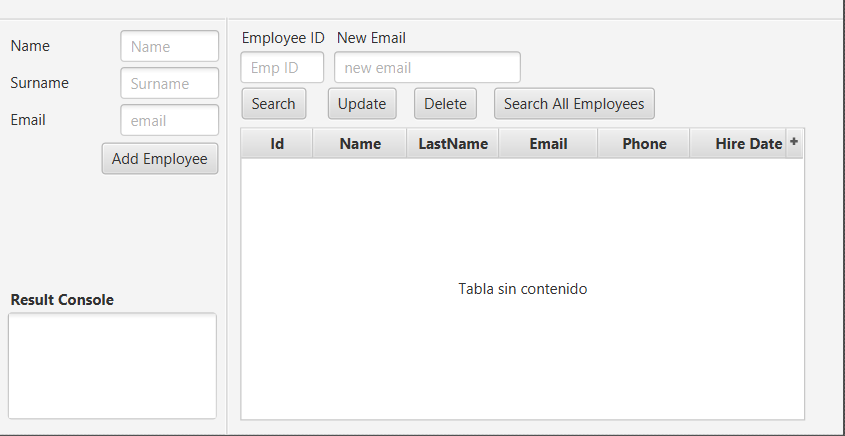 Name
Name
Surname
Surname
Email
email
Add Employee
Result Console
Employee ID New Email
Emp ID new email
Search Update Delete Search All Employees
Id Name LastName Email Phone Hire Date +
Tabla sin contenido